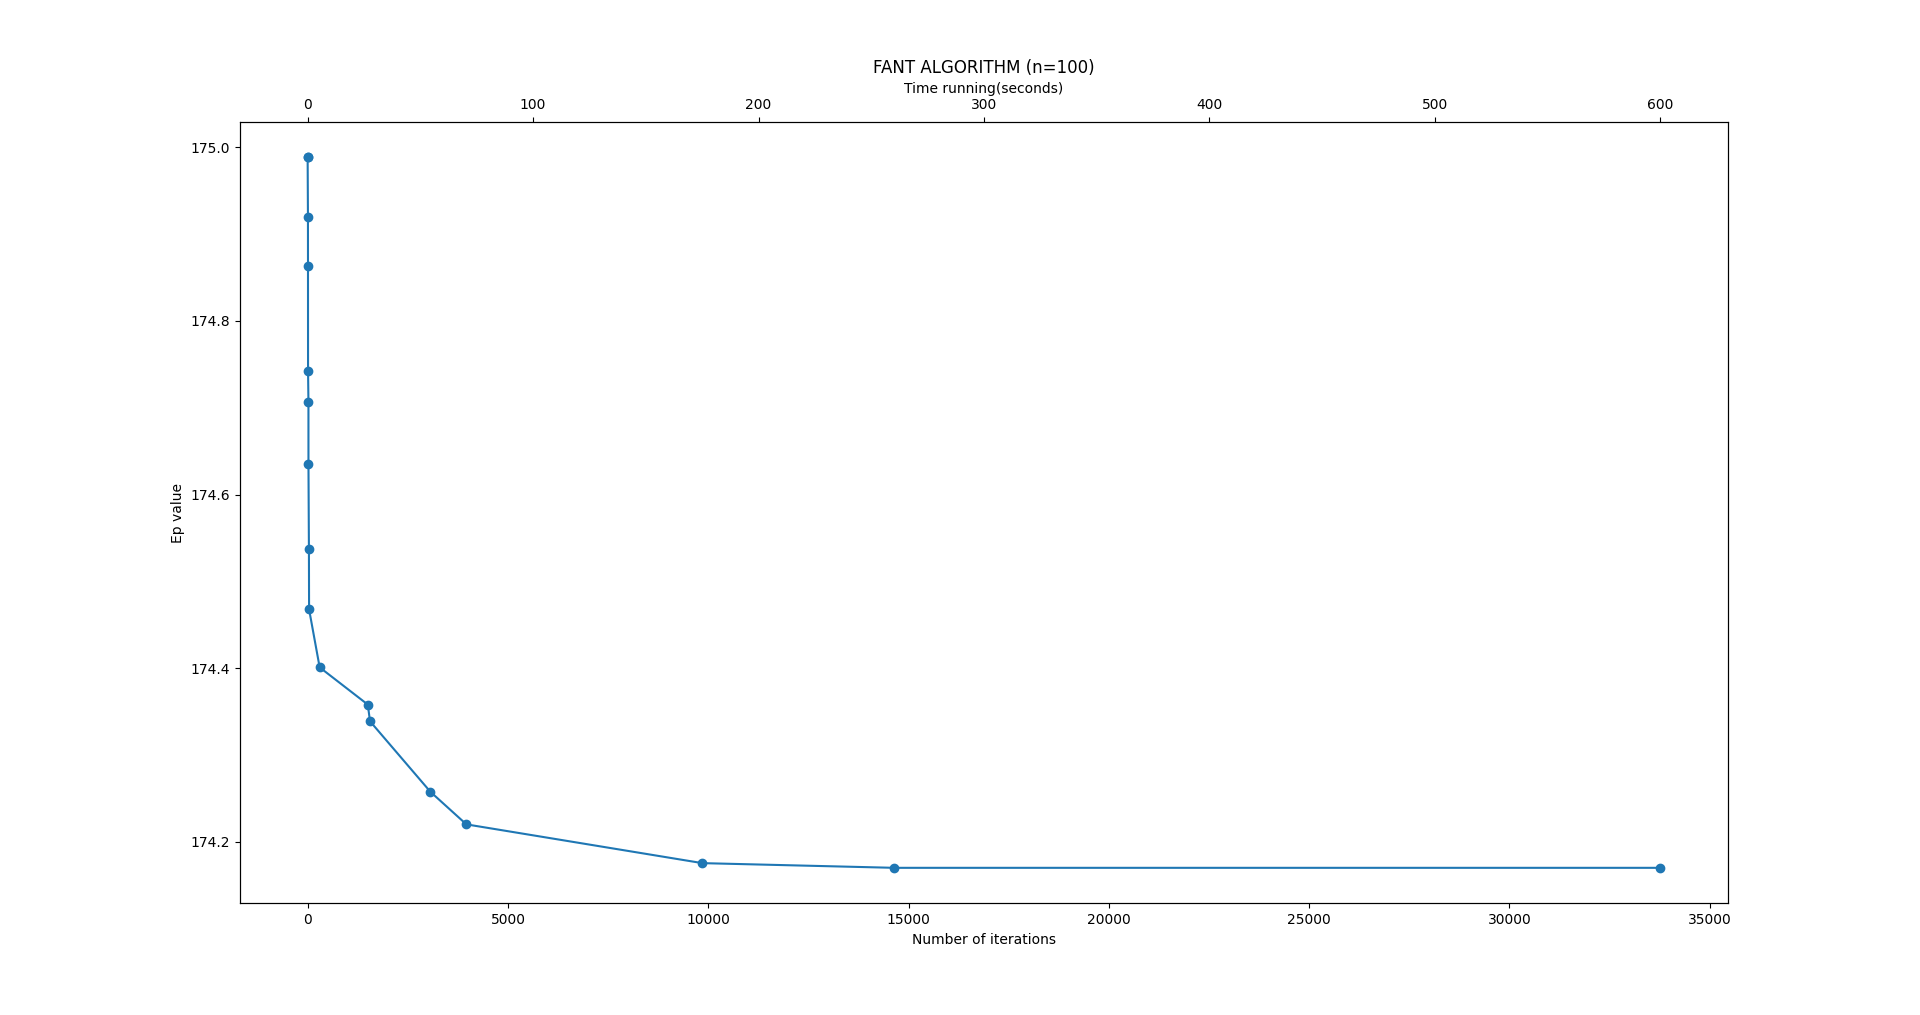 FANT ALGORITHM (n=100)
Time running(seconds)
0 100 200 300 400 500 600
175.0
174.8
174.6
174.4
174.2
Ep value
0 5000 10000 15000 20000 25000 30000 35000
Number of iterations